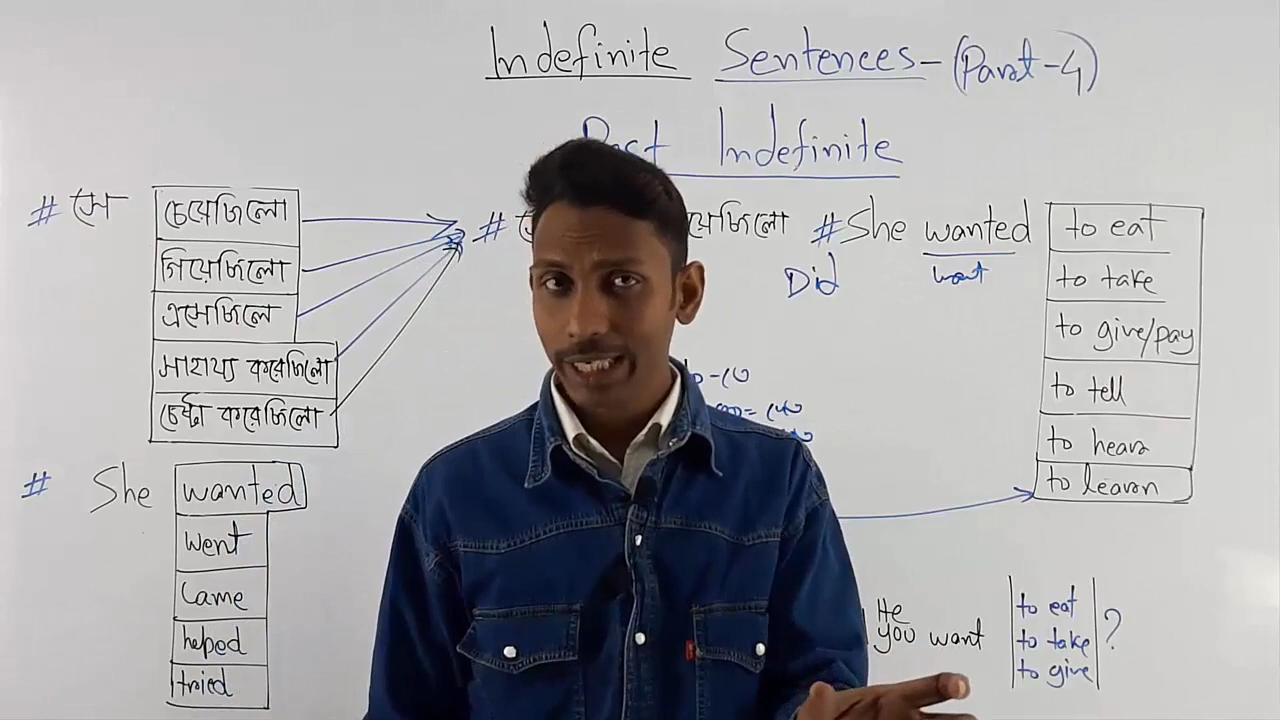 Indefinite Sentences - (Part-4)
Past Indefinite
# সে
চেয়েছিলো
গিয়েছিলো
এসেছিলো
সাহায্য করেছিলো
চেষ্টা করেছিলো
#
# She wanted
Did want
to eat
to take
to give/pay
to tell
to hear
to learn
# She
wanted
went
came
helped
tried
He
you want
to eat
to take
to give
?